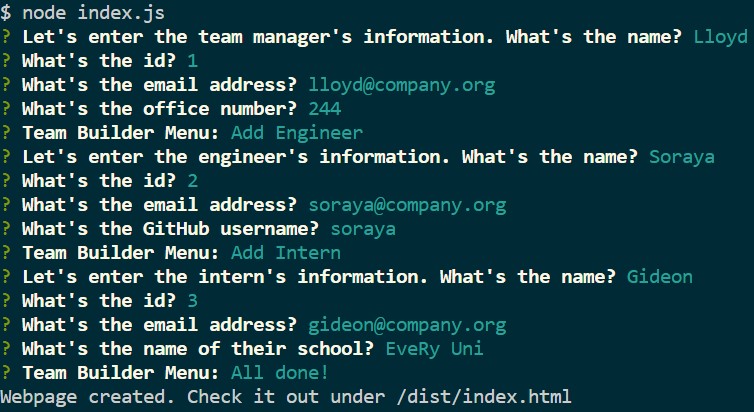 $ node index.js
? Let's enter the team manager's information. What's the name? Lloyd
? What's the id? 1
? What's the email address? lloyd@company.org
? What's the office number? 244
? Team Builder Menu: Add Engineer
? Let's enter the engineer's information. What's the name? Soraya
? What's the id? 2
? What's the email address? soraya@company.org
? What's the GitHub username? soraya
? Team Builder Menu: Add Intern
? Let's enter the intern's information. What's the name? Gideon
? What's the id? 3
? What's the email address? gideon@company.org
? What's the name of their school? EveRy Uni
? Team Builder Menu: All done!
Webpage created. Check it out under /dist/index.html